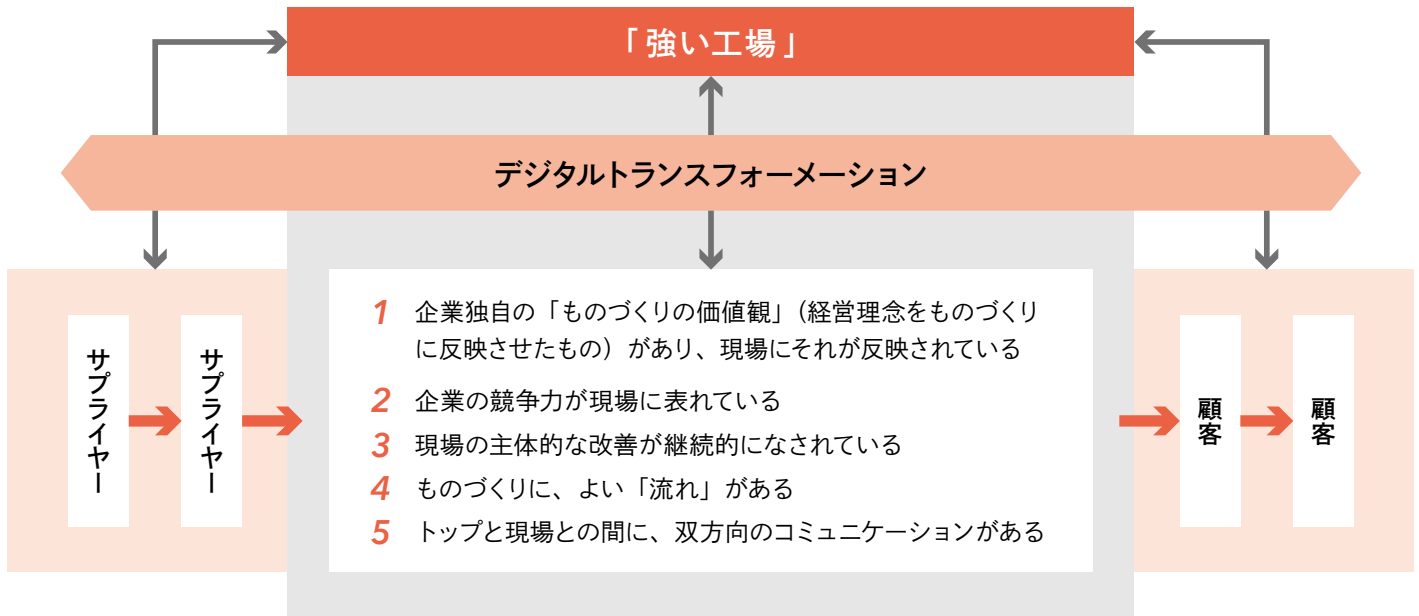 「強い工場」
デジタルトランスフォーメーション
サプライヤー
サプライヤー
1 企業独自の「ものづくりの価値観」（経営理念をものづくり
に反映させたもの）があり、現場にそれが反映されている
2 企業の競争力が現場に表れている
3 現場の主体的な改善が継続的になされている
4 ものづくりに、よい「流れ」がある
5 トップと現場との間に、双方向のコミュニケーションがある
顧客
顧客